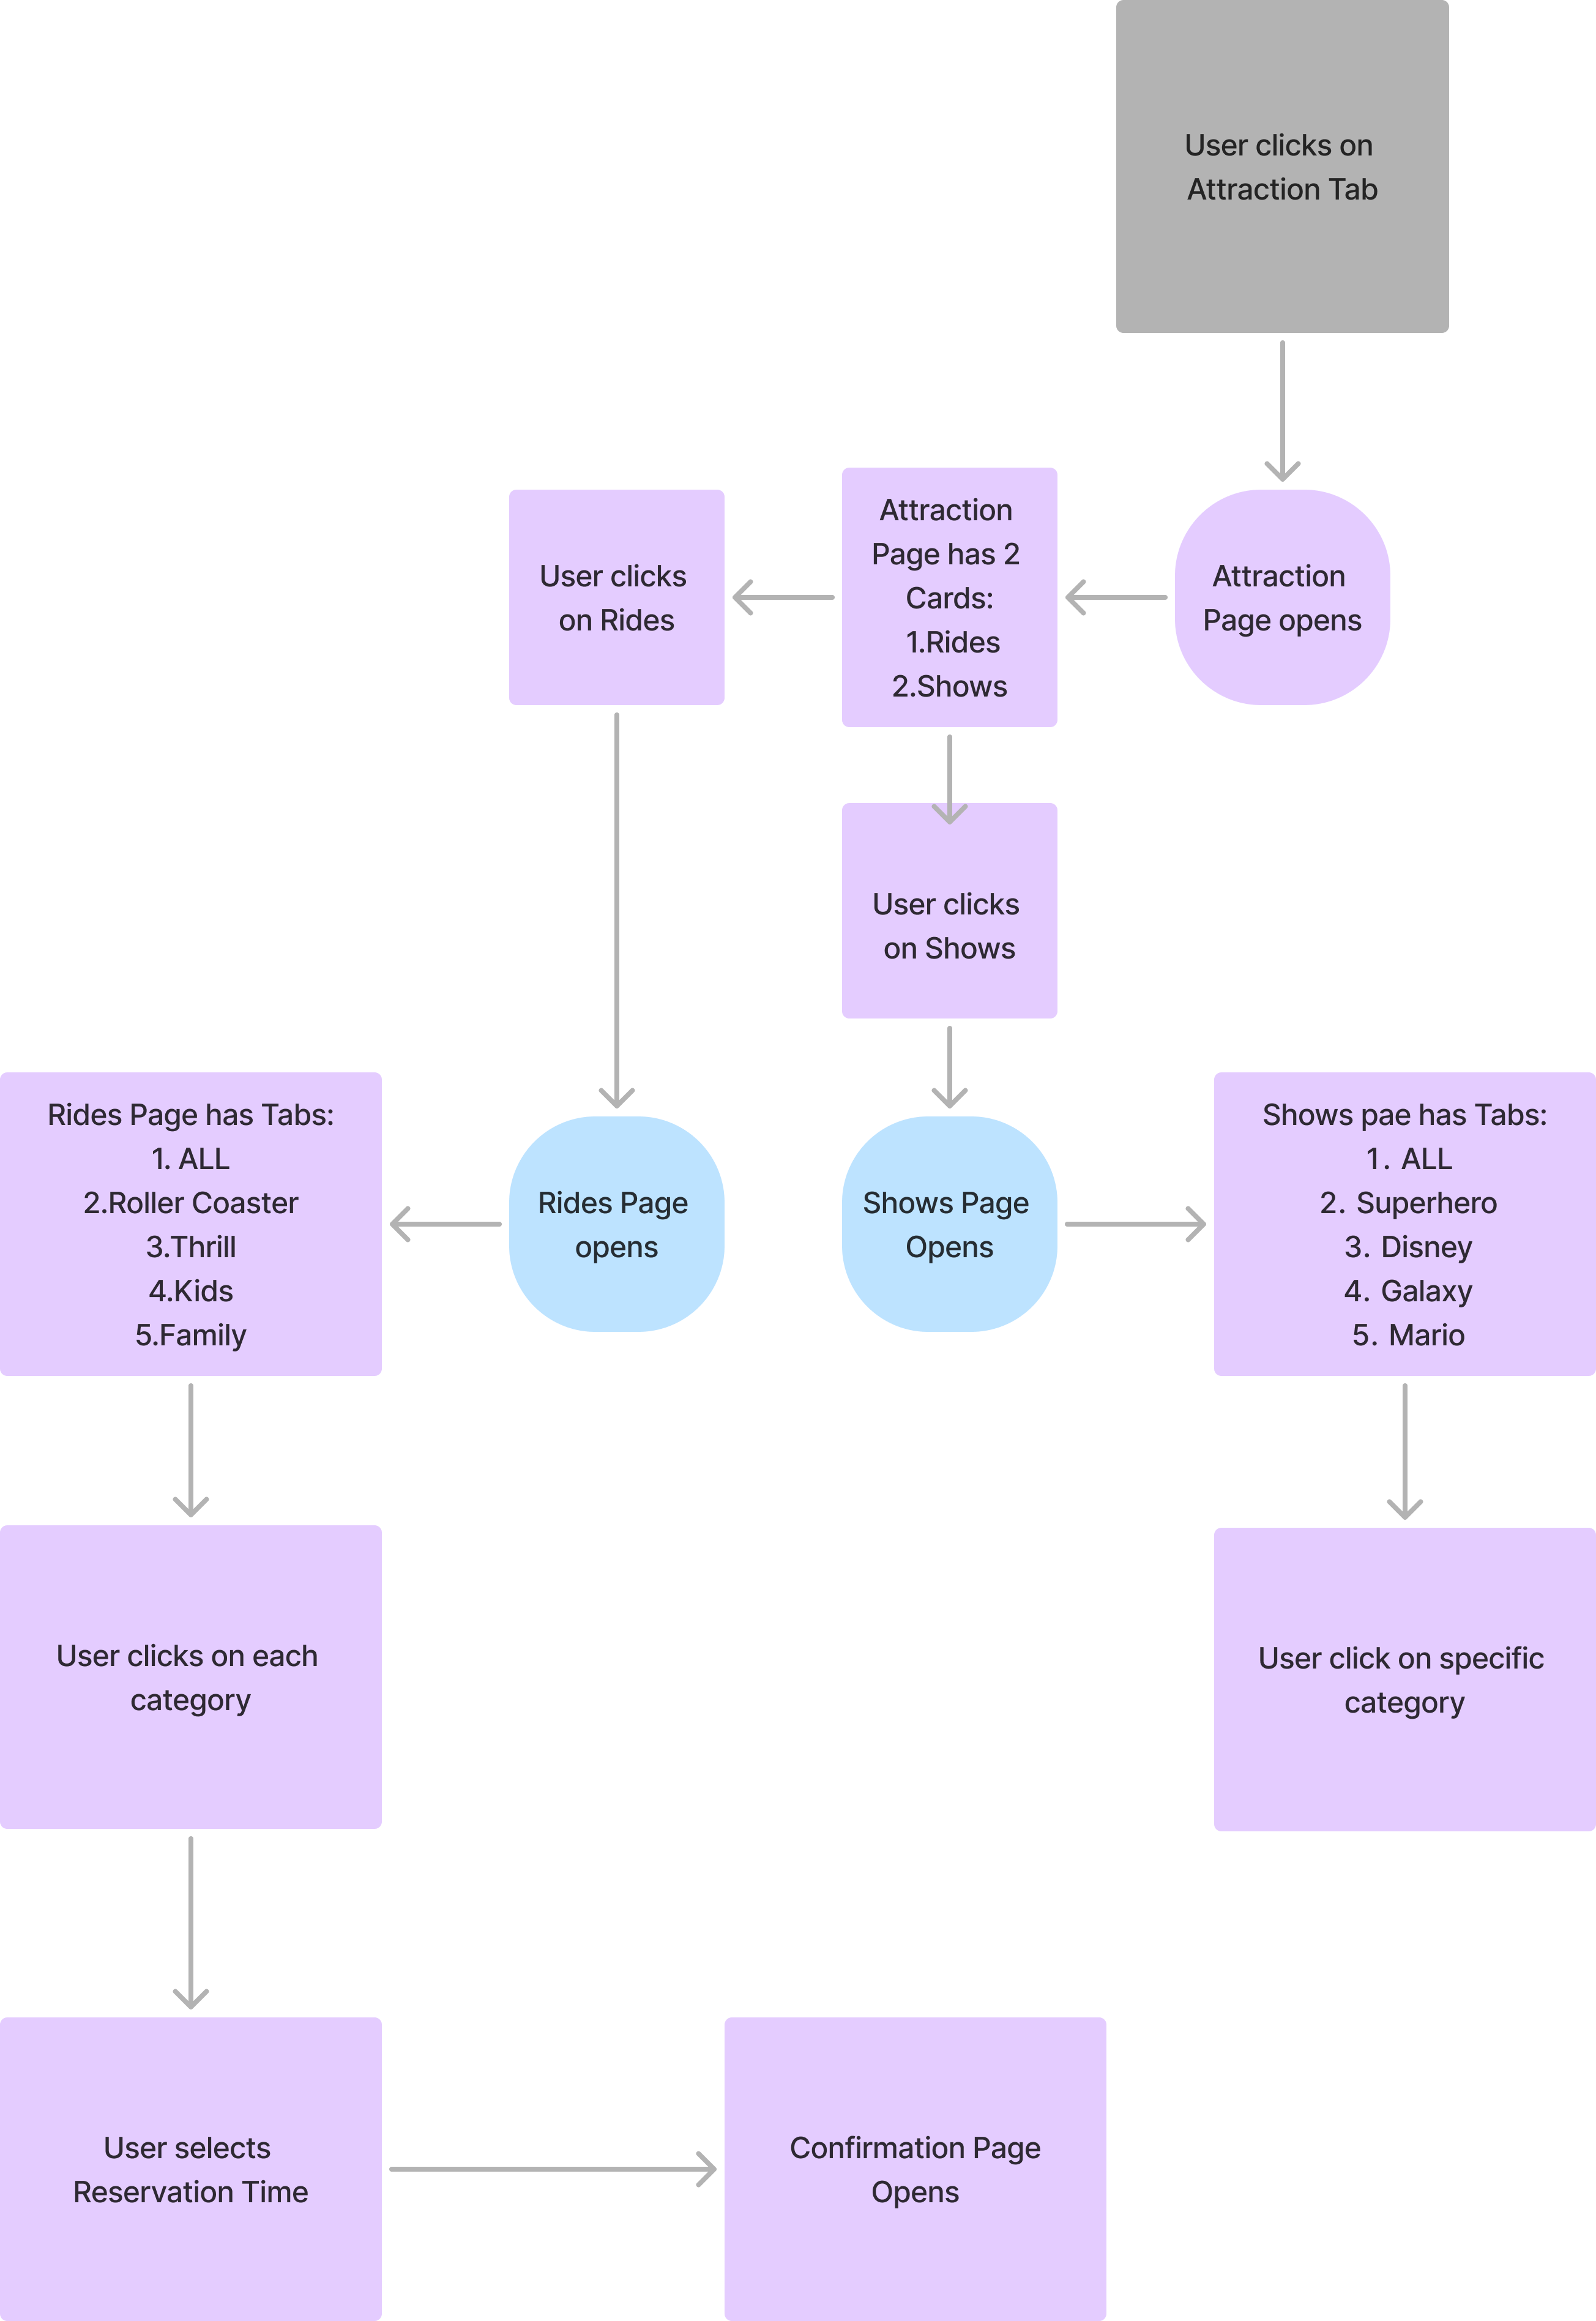 User clicks on
Attraction Tab
Attraction
Page opens
Attraction
Page has 2
Cards:
1.Rides
2.Shows
User clicks
on Rides
User clicks
on Shows
Rides Page
opens
Shows Page
Opens
Rides Page has Tabs:
1. ALL
2.Roller Coaster
3.Thrill
4.Kids
5.Family
Shows pae has Tabs:
1. ALL
2. Superhero
3. Disney
4. Galaxy
5. Mario
User clicks on each
category
User click on specific
category
User selects
Reservation Time
Confirmation Page
Opens